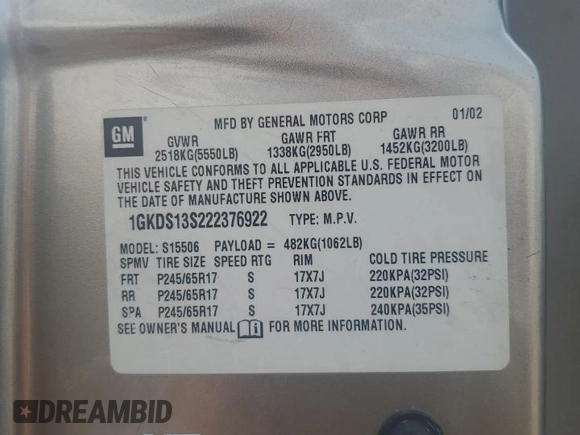 MFD BY GENERAL MOTORS CORP 01/02
GM
GVWR GAWR FRT GAWR RR
2518KG(5550LB) 1338KG(2950LB) 1452KG(3200LB)
THIS VEHICLE CONFORMS TO ALL APPLICABLE U.S. FEDERAL MOTOR
VEHICLE SAFETY AND THEFT PREVENTION STANDARDS IN EFFECT ON
THE DATE OF MANUFACTURE SHOWN ABOVE.
1GKDS13S222376922 TYPE: M.P.V.
MODEL: S15506 PAYLOAD = 482KG(1062LB)
SPMV TIRE SIZE SPEED RTG RIM COLD TIRE PRESSURE
FRT P245/65R17 S 17X7J 220KPA(32PSI)
RR P245/65R17 S 17X7J 220KPA(32PSI)
SPA P245/65R17 S 17X7J 240KPA(35PSI)
SEE OWNER'S MANUAL FOR MORE INFORMATION.
DREAMBID